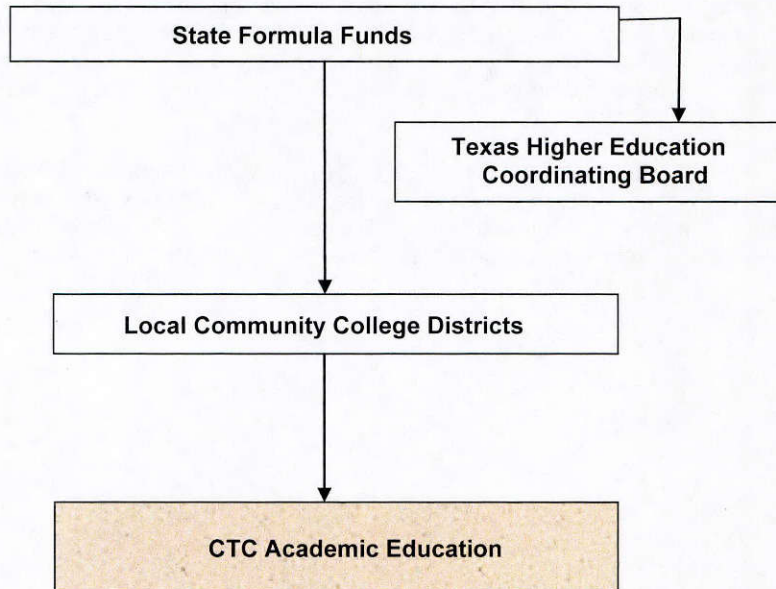 State Formula Funds
Texas Higher Education
Coordinating Board
Local Community College Districts
CTC Academic Education